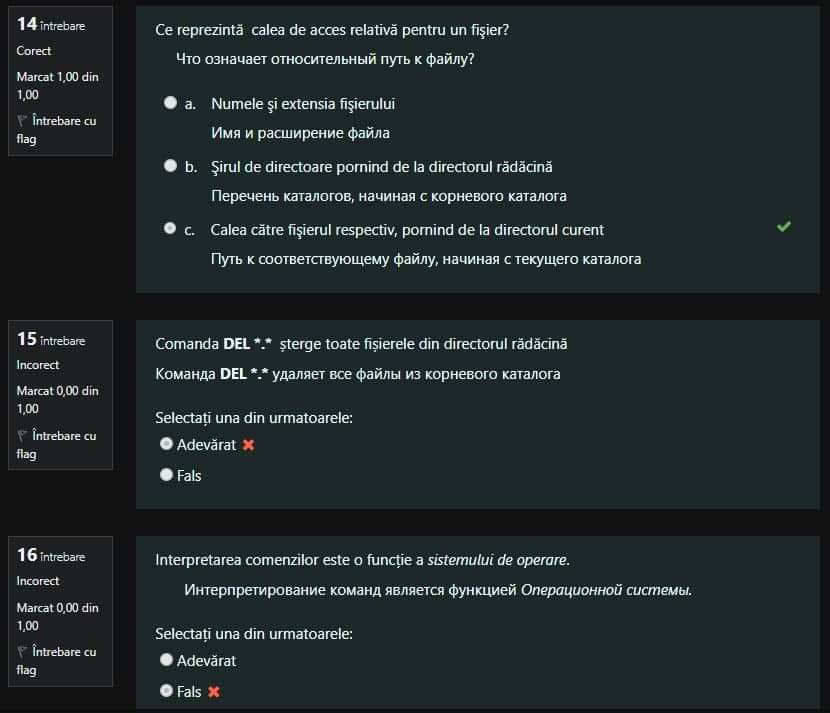 14 întrebare
Corect
Marcat 1,00 din
1,00
Întrebare cu
flag
Ce reprezintă calea de acces relativă pentru un fişier?
Что означает относительный путь к файлу?
a. Numele şi extensia fişierului
Имя и расширение файла
b. Şirul de directoare pornind de la directorul rădăcină
Перечень каталогов, начиная с корневого каталога
c. Calea către fişierul respectiv, pornind de la directorul curent
Путь к соответствующему файлу, начиная с текущего каталога
15 întrebare
Incorect
Marcat 0,00 din
1,00
Întrebare cu
flag
Comanda DEL *.* șterge toate fișierele din directorul rădăcină
Команда DEL *.* удаляет все файлы из корневого каталога
Selectați una din urmatoarele:
Adevărat
Fals
16 întrebare
Incorect
Marcat 0,00 din
1,00
Întrebare cu
flag
Interpretarea comenzilor este o funcție a sistemului de operare.
Интерпретирование команд является функцией Операционной системы.
Selectați una din urmatoarele:
Adevărat
Fals